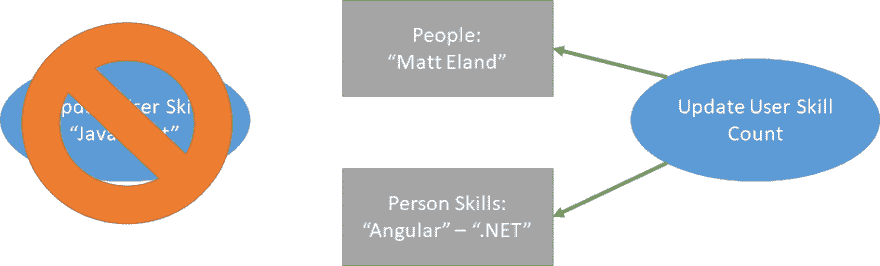 People:
“Matt Eland”
Update User Skill
Count
Person Skills:
“Angular” – “.NET”